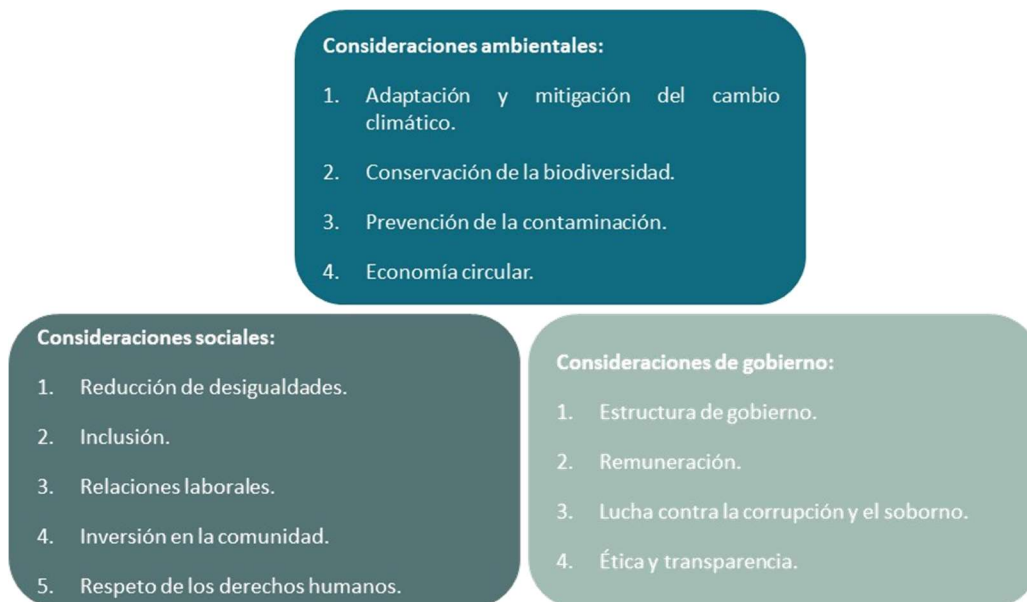 Consideraciones ambientales:
1. Adaptación y mitigación del cambio
climático.
2. Conservación de la biodiversidad.
3. Prevención de la contaminación.
4. Economía circular.
Consideraciones sociales:
1. Reducción de desigualdades.
2. Inclusión.
3. Relaciones laborales.
4. Inversión en la comunidad.
5. Respeto de los derechos humanos.
Consideraciones de gobierno:
1. Estructura de gobierno.
2. Remuneración.
3. Lucha contra la corrupción y el soborno.
4. Ética y transparencia.